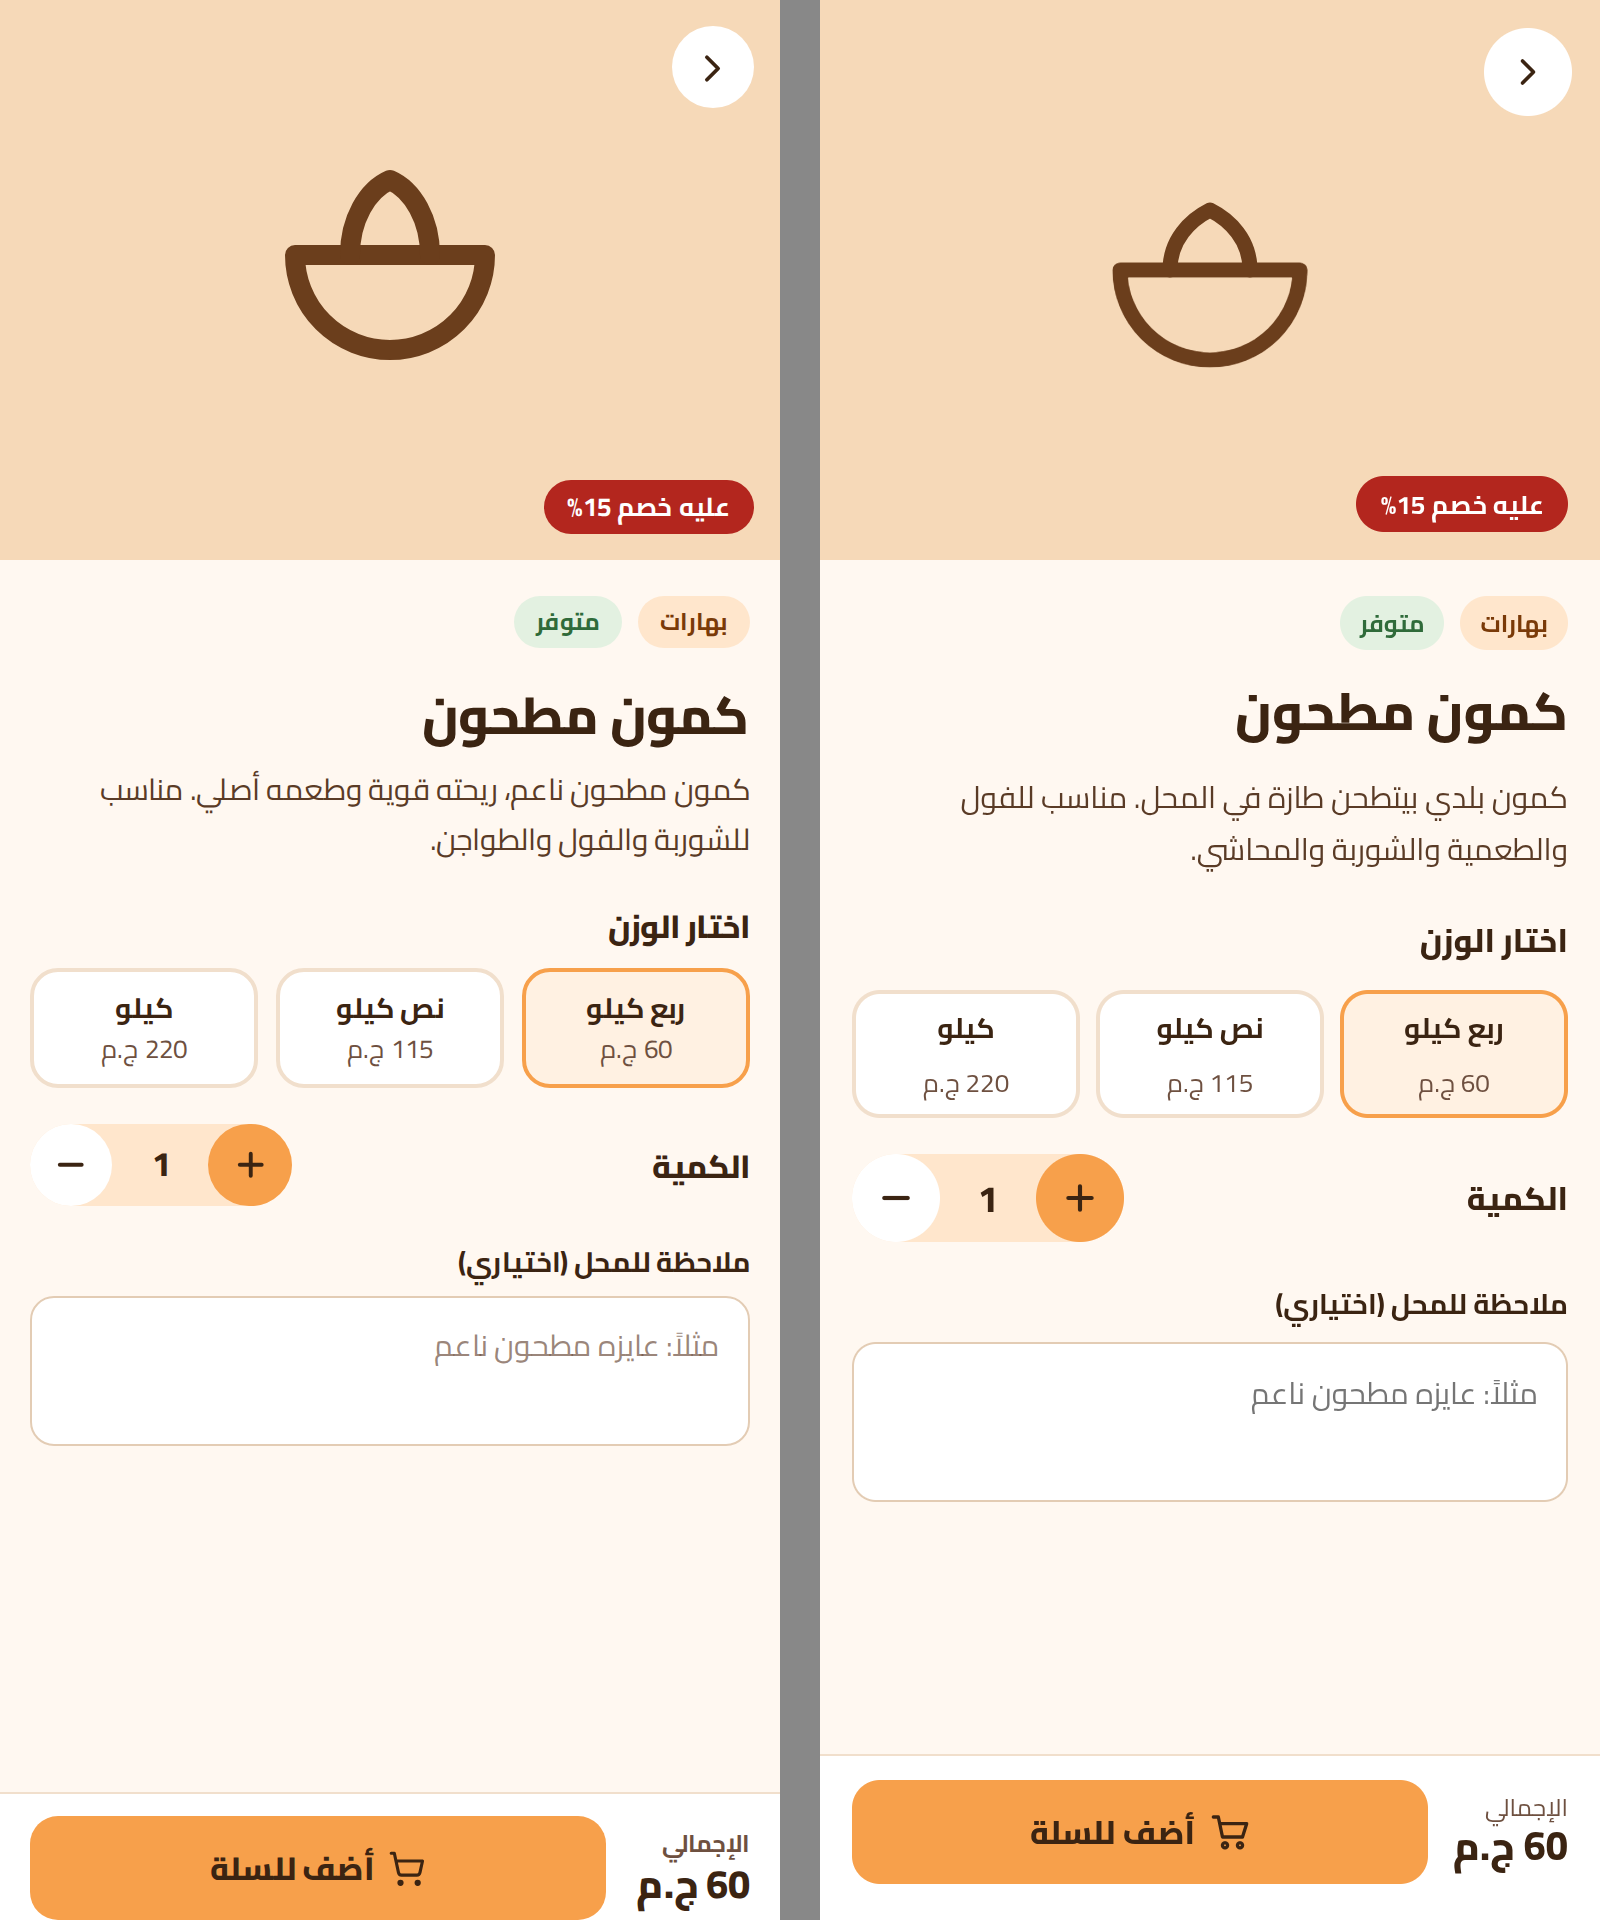 عليه خصم 15%
بهارات
متوفر
كمون مطحون
كمون مطحون ناعم، ريحته قوية وطعمه أصلي. مناسب
للشوربة والفول والطواجن.
اختار الوزن
ربع كيلو
60 ج.م
نص كيلو
115 ج.م
كيلو
220 ج.م
الكمية
1
ملاحظة للمحل (اختياري)
مثلاً: عايزه مطحون ناعم
الإجمالي
60 ج.م
أضف للسلة
عليه خصم 15%
بهارات
متوفر
كمون مطحون
كمون بلدي بيتطحن طازة في المحل. مناسب للفول
والطعمية والشوربة والمحاشي.
اختار الوزن
ربع كيلو
60 ج.م
نص كيلو
115 ج.م
كيلو
220 ج.م
الكمية
1
ملاحظة للمحل (اختياري)
مثلاً: عايزه مطحون ناعم
الإجمالي
60 ج.م
أضف للسلة